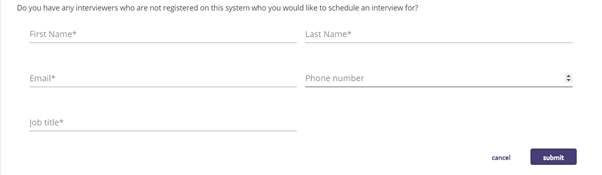 Do you have any interviewers who are not registered on this system who you would like to schedule an interview for?
First Name*
Last Name*
Email*
Phone number
Job title*
cancel
submit